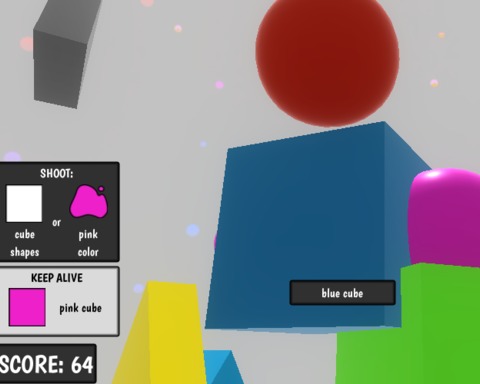 SHOOT:
cube
shapes
or
pink
color
KEEP ALIVE
pink cube
blue cube
SCORE: 64